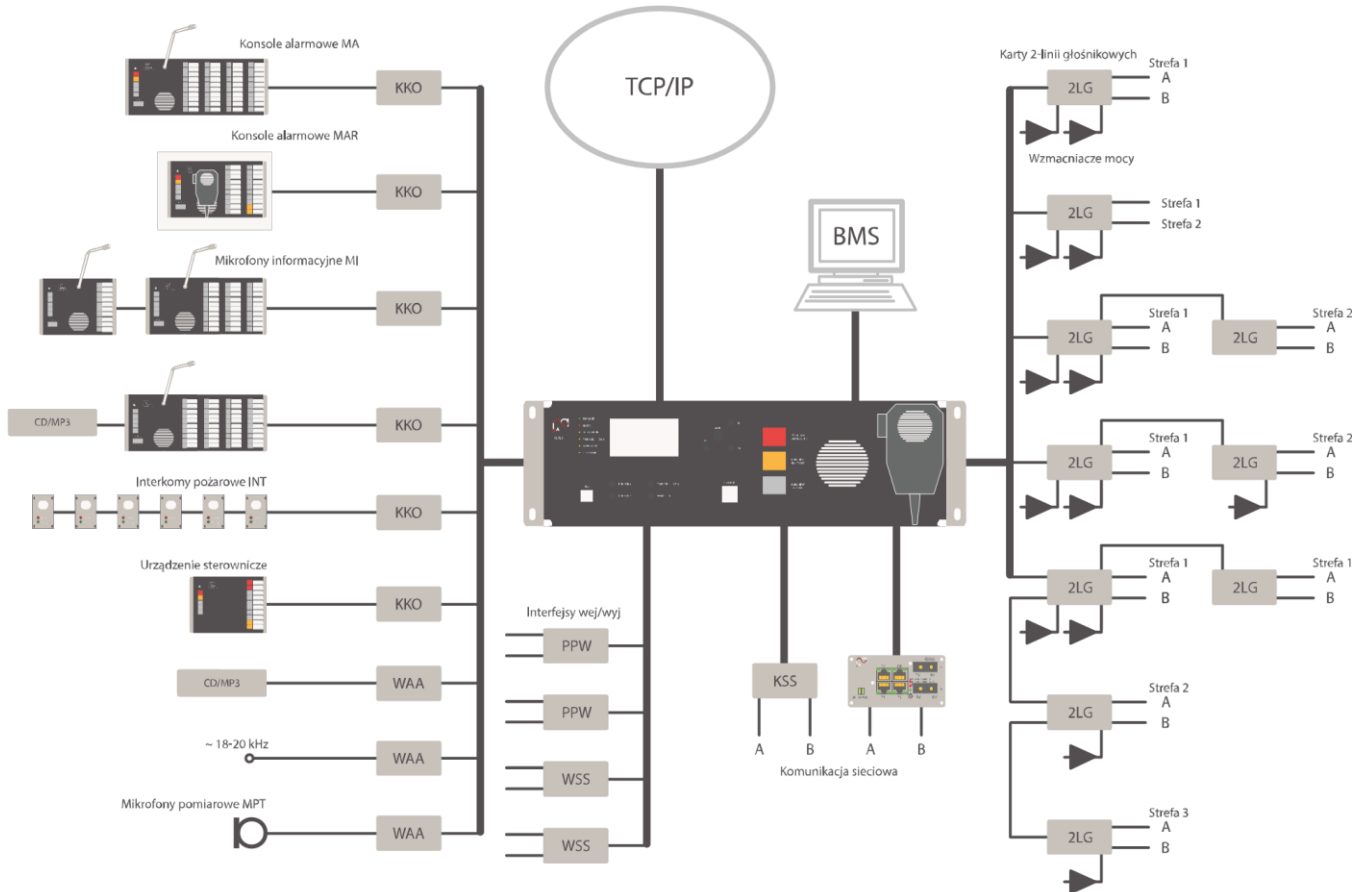 Konsole alarmowe MA
KKO
Konsole alarmowe MAR
KKO
Mikrofony informacyjne MI
KKO
CD/MP3
KKO
Interkomy pożarowe INT
KKO
Urządzenie sterownicze
KKO
CD/MP3
WAA
~ 18-20 kHz
WAA
Mikrofony pomiarowe MPT
WAA
TCP/IP
BMS
Interfejsy wej/wyj
PPW
PPW
WSS
WSS
KSS
A B A B
Komunikacja sieciowa
Karty 2-linii głośnikowych
2LG
Strefa 1
A
B
Wzmacniacze mocy
2LG
Strefa 1
Strefa 2
2LG
Strefa 1
A
B
2LG
Strefa 2
A
B
2LG
Strefa 1
A
B
2LG
Strefa 2
A
B
2LG
Strefa 1
A
B
2LG
Strefa 1
A
B
2LG
Strefa 2
A
B
2LG
Strefa 3
A
B